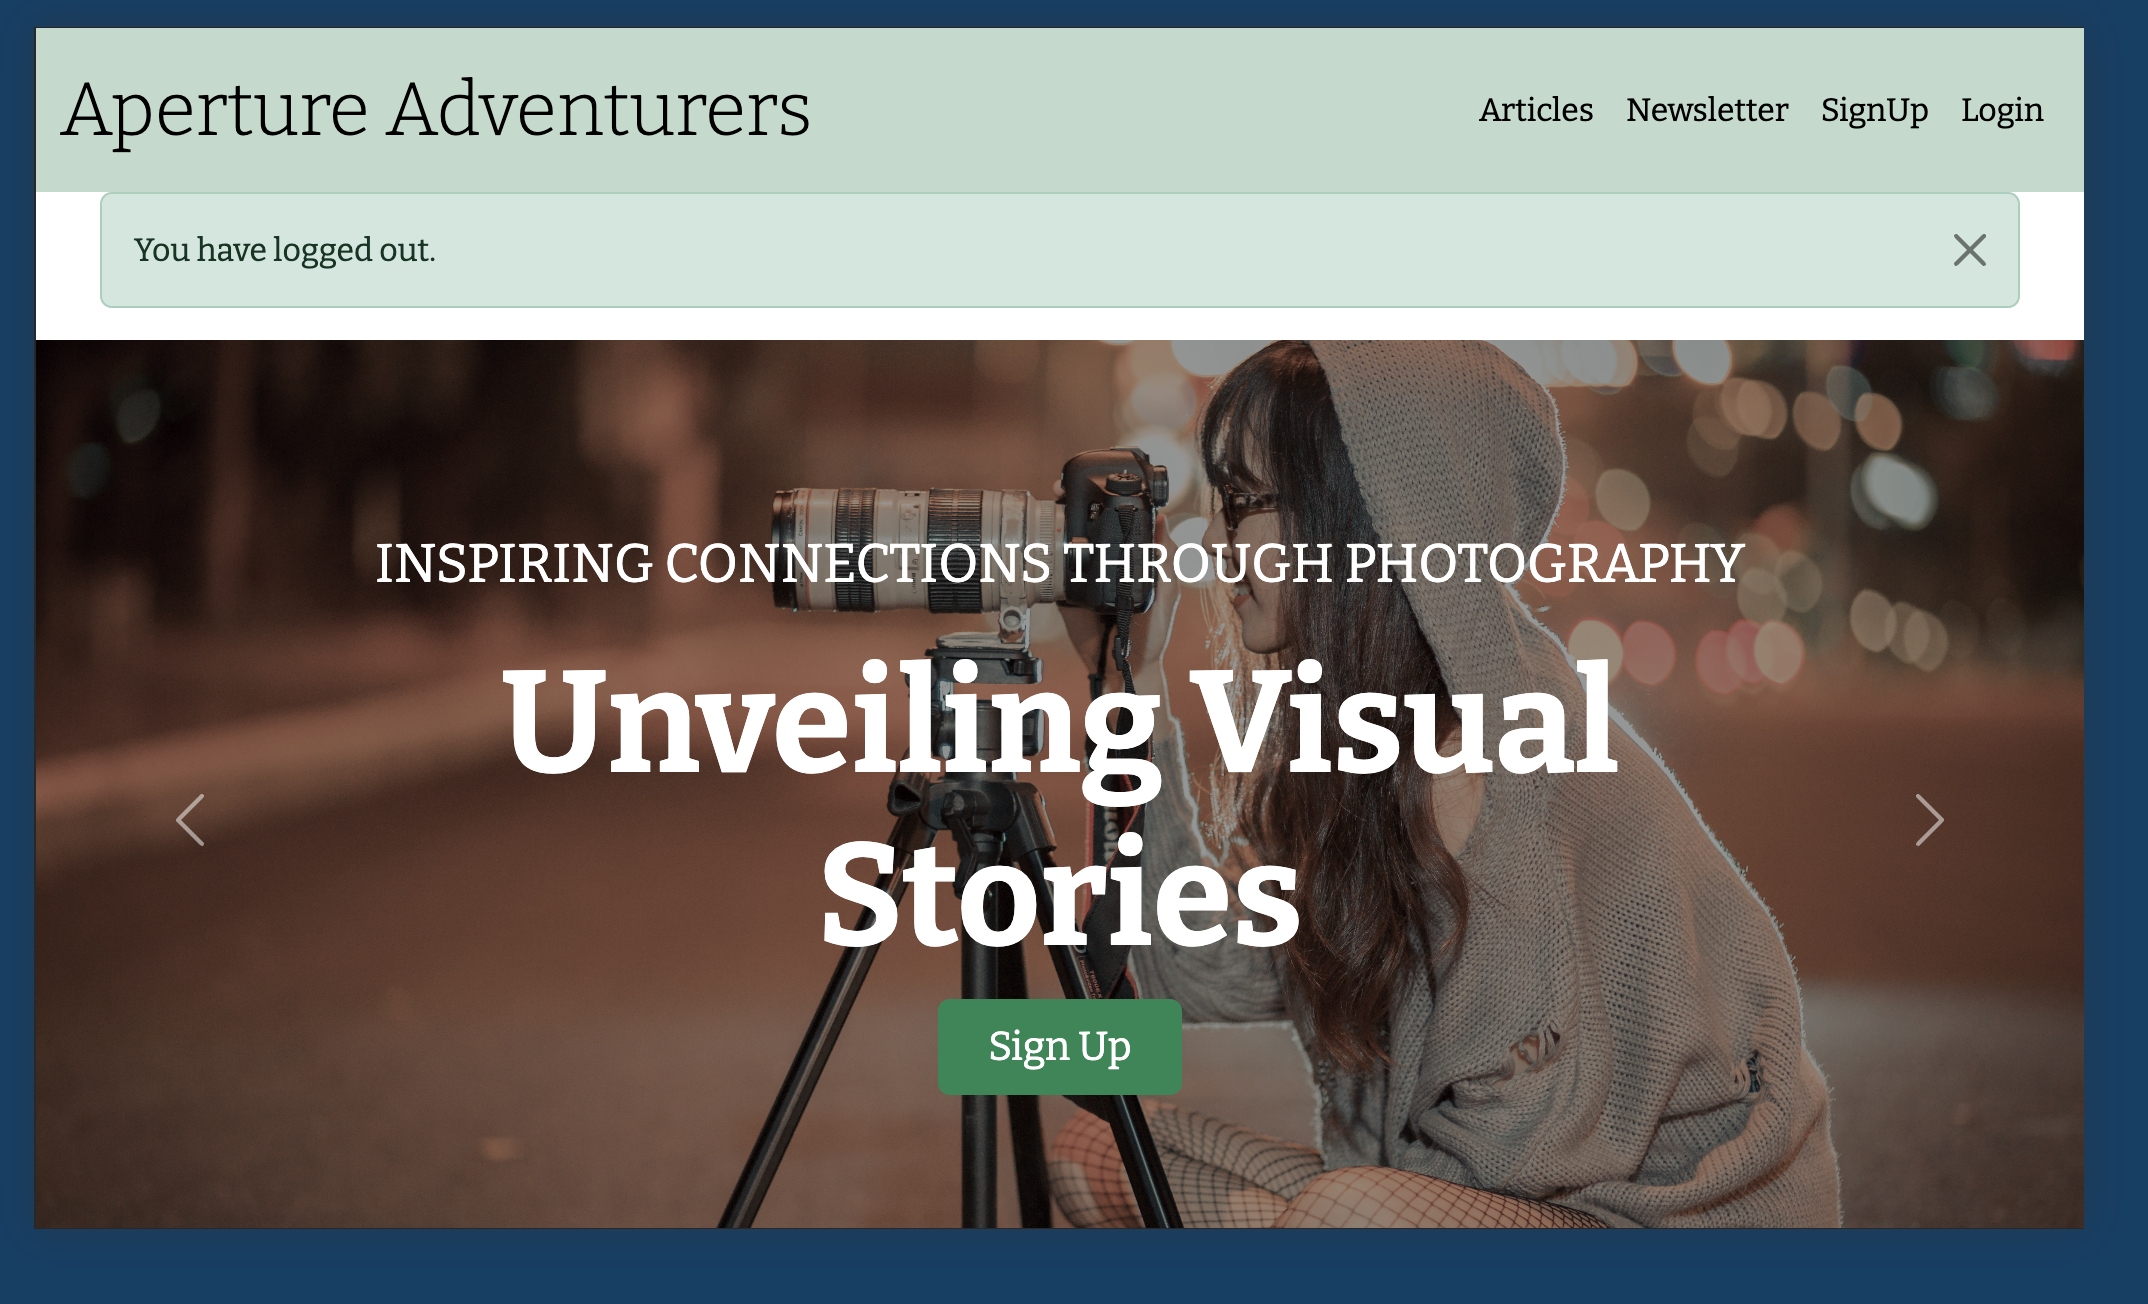 Aperture Adventurers
Articles Newsletter SignUp Login
You have logged out.
INSPIRING CONNECTIONS THROUGH PHOTOGRAPHY
Unveiling Visual
Stories
Sign Up